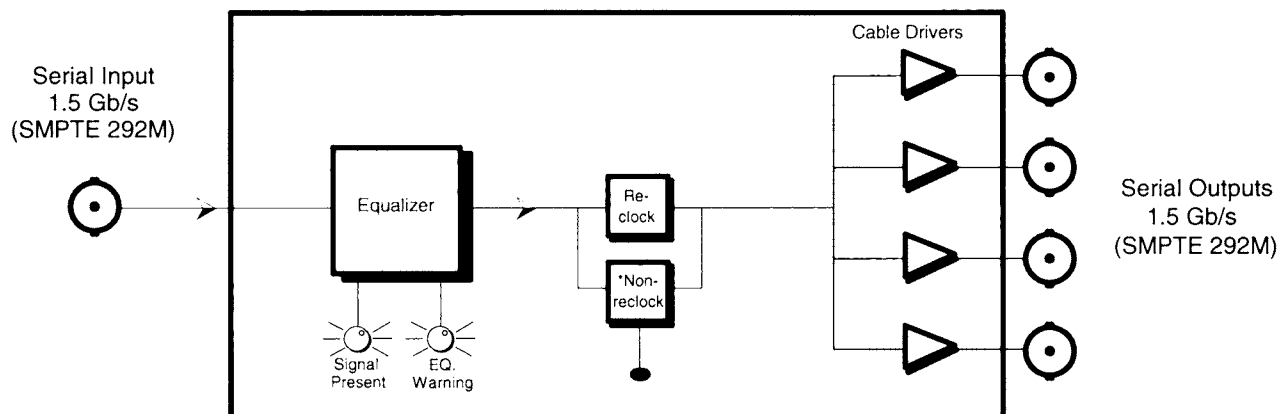 Cable Drivers
Serial Input
1.5 Gb/s
(SMPTE 292M)
Equalizer
Re-
clock
*Non-
reclock
Signal
Present
EQ.
Warning
Serial Outputs
1.5 Gb/s
(SMPTE 292M)